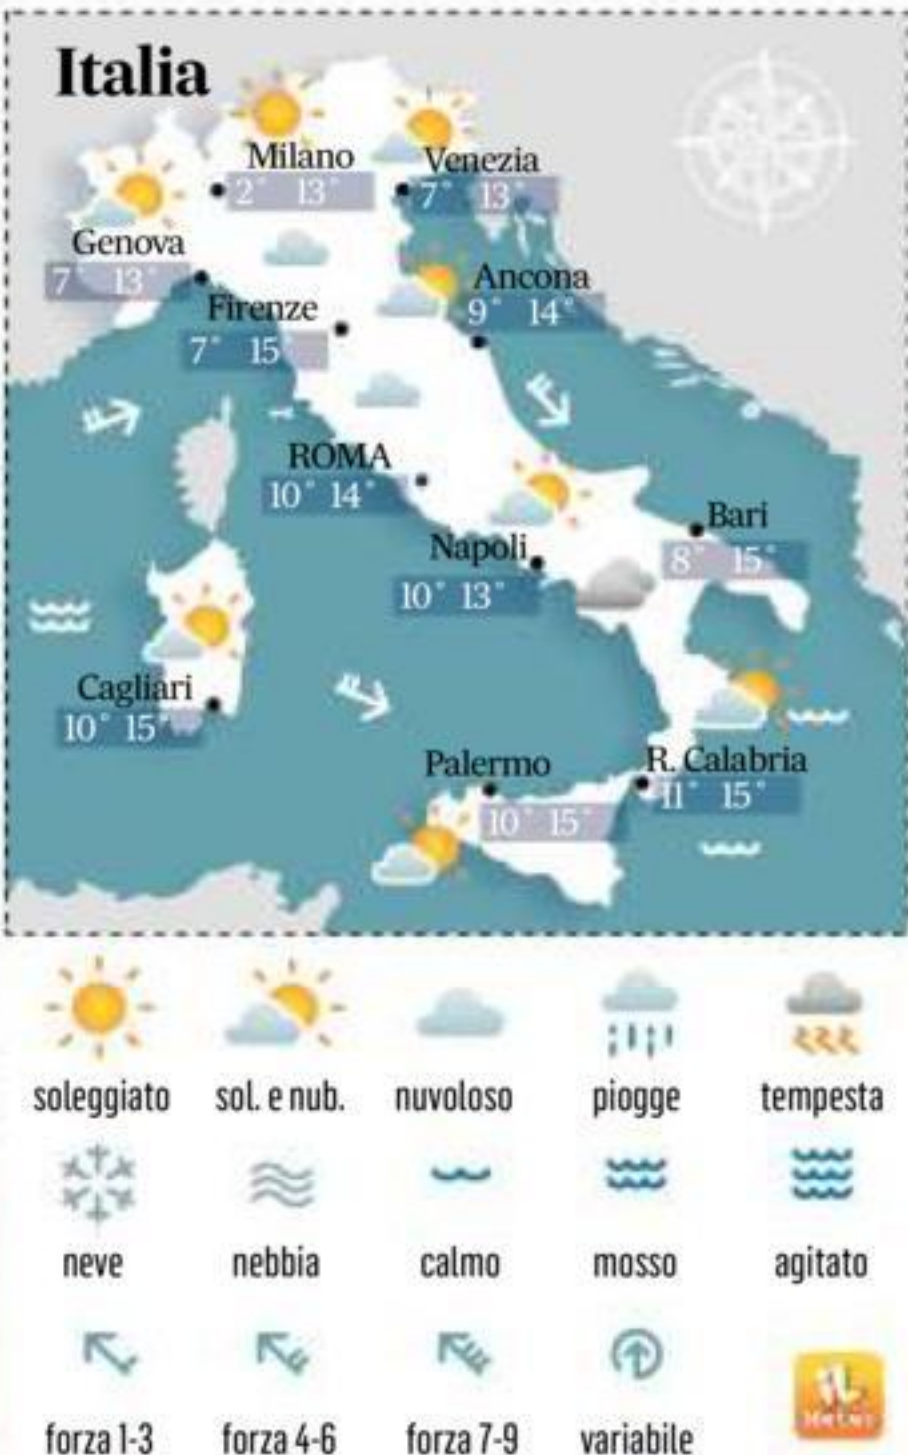 Italia
Milano
2° 13°
Venezia
7° 13°
Genova
7° 13°
Ancona
9° 14°
Firenze
7° 15
ROMA
10° 14°
Bari
8° 15°
Napoli
10° 13°
Cagliari
10° 15°
Palermo
10° 15°
R. Calabria
11° 15°
soleggiato sol. e nub. nuvoloso piogge tempesta
neve nebbia calmo mosso agitato
forza 1-3 forza 4-6 forza 7-9 variabile